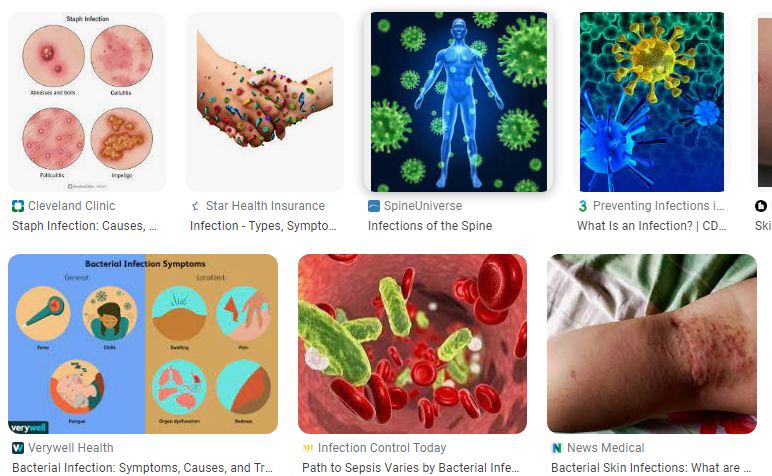 Staph infection
Abscesses and boils
Cellulitis
Folliculitis
Impetigo
Cleveland Clinic
Staph Infection: Causes, ...
Star Health Insurance
Infection - Types, Sympto...
SpineUniverse
Infections of the Spine
3 Preventing Infections i...
What Is an Infection? | CD...
Ski
Bacterial Infection Symptoms
General:
Localized:
Fever
Chills
Swelling
Pain
Fatigue
Organ dysfunction
Redness
verywell
Verywell Health
Bacterial Infection: Symptoms, Causes, and Tr...
Infection Control Today
Path to Sepsis Varies by Bacterial Infe...
N News Medical
Bacterial Skin Infections: What are ...